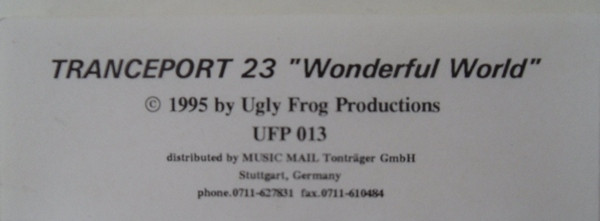 TRANCEPORT 23 "Wonderful World"
© 1995 by Ugly Frog Productions
UFP 013
distributed by MUSIC MAIL Tonträger GmbH
Stuttgart, Germany
phone.0711-627831 fax.0711-610484